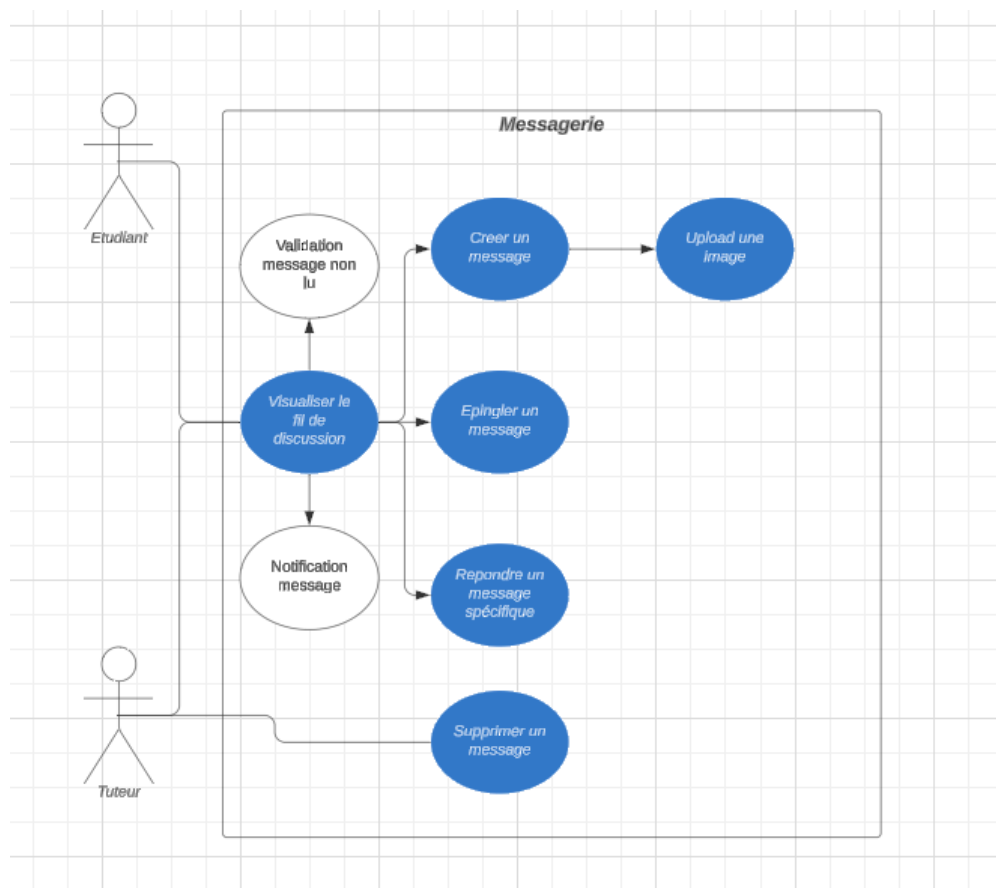 Messagerie
Etudiant
Validation
message non
lu
Creer un
message
Upload une
image
Visualiser le
fil de
discussion
Epingler un
message
Notification
message
Repondre un
message
spécifique
Supprimer un
message
Tuteur